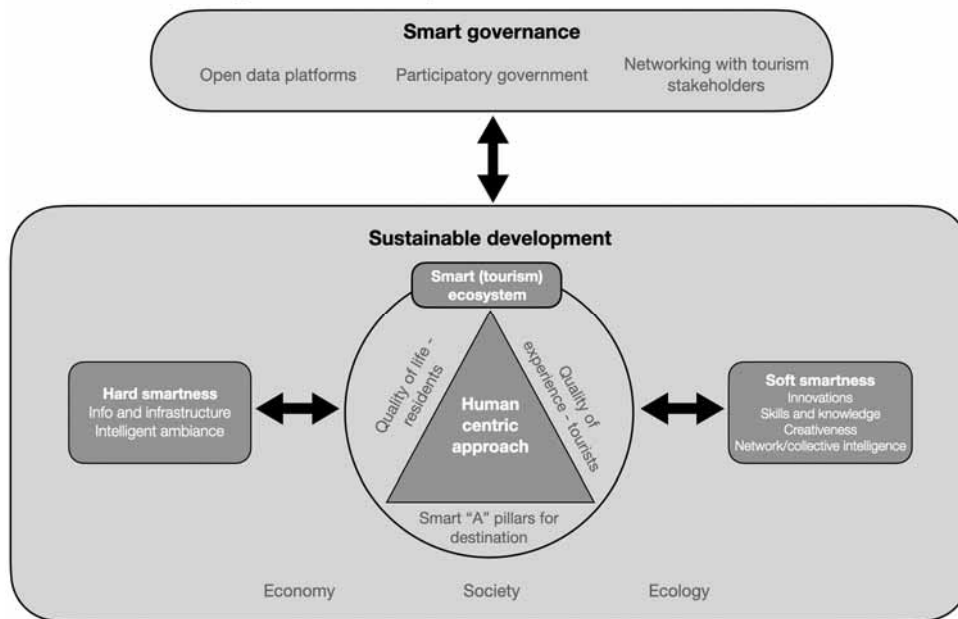 Smart governance
Open data platforms
Participatory government
Networking with tourism
stakeholders
Sustainable development
Smart (tourism)
ecosystem
Quality of life -
residents
Quality of
experience - tourists
Human
centric
approach
Smart "A" pillars for
destination
Hard smartness
Info and infrastructure
Intelligent ambiance
Soft smartness
Innovations
Skills and knowledge
Creativeness
Network/collective intelligence
Economy
Society
Ecology